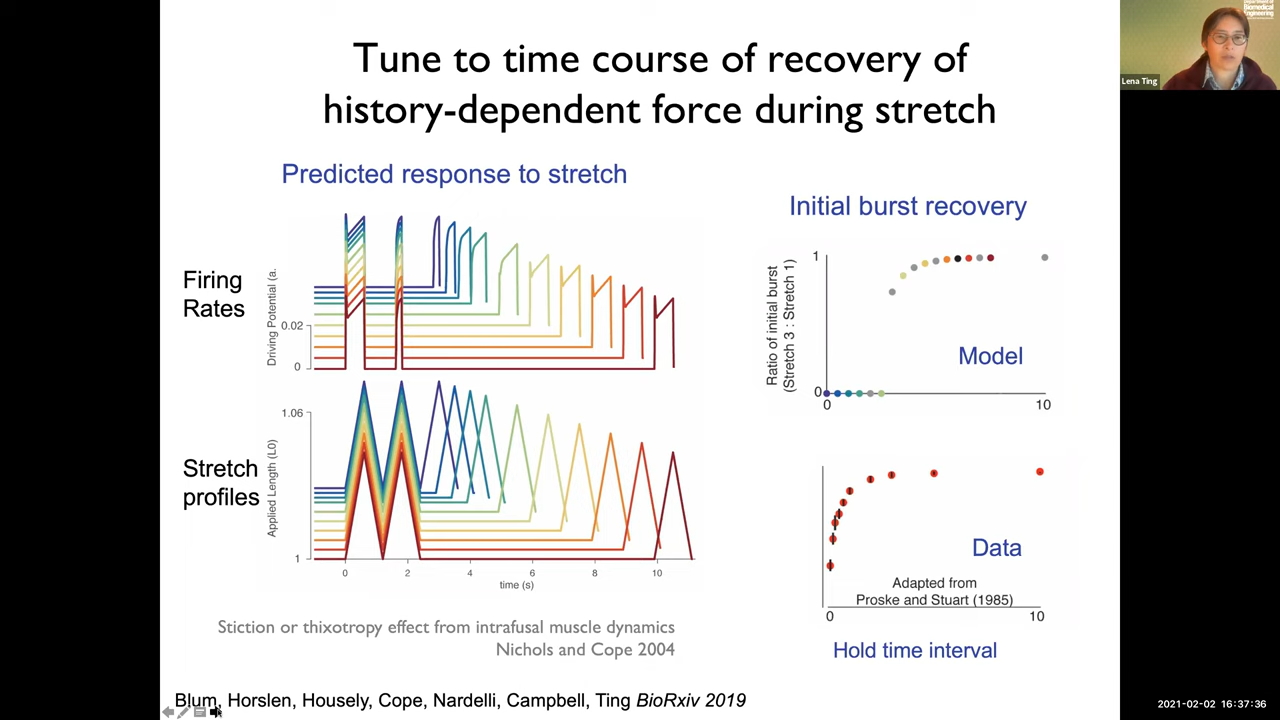 Tune to time course of recovery of
history-dependent force during stretch
Predicted response to stretch
Firing
Rates
Driving Potential (a.
0.02
0
Stretch
profiles
Applied Length (L0)
1.06
1
0
2
4
6
8
10
time (s)
Stiction or thixotropy effect from intrafusal muscle dynamics
Nichols and Cope 2004
Initial burst recovery
Ratio of initial burst
(Stretch 3 : Stretch 1)
1
0
0
10
Model
Data
Adapted from
Proske and Stuart (1985)
0
10
Hold time interval
Blum, Horslen, Housely, Cope, Nardelli, Campbell, Ting BioRxiv 2019
Biomedical
Engineering
Lena Ting
2021-02-02 16:37:36